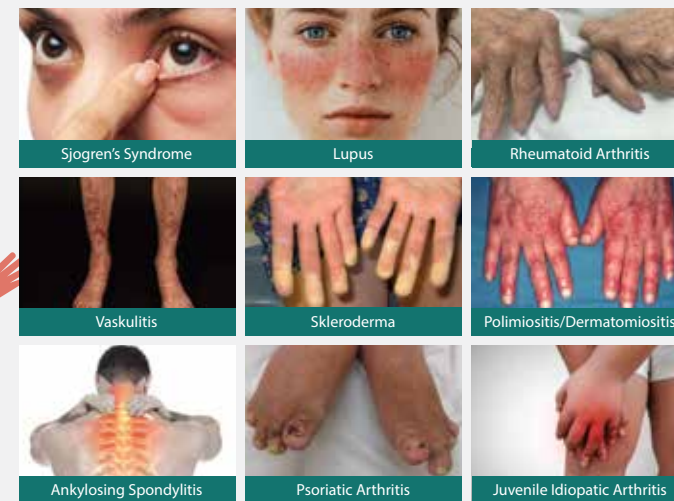 Sjogren's Syndrome
Lupus
Rheumatoid Arthritis
Vaskulitis
Skleroderma
Polimiositis/Dermatomiositis
Ankylosing Spondylitis
Psoriatic Arthritis
Juvenile Idiopatic Arthritis